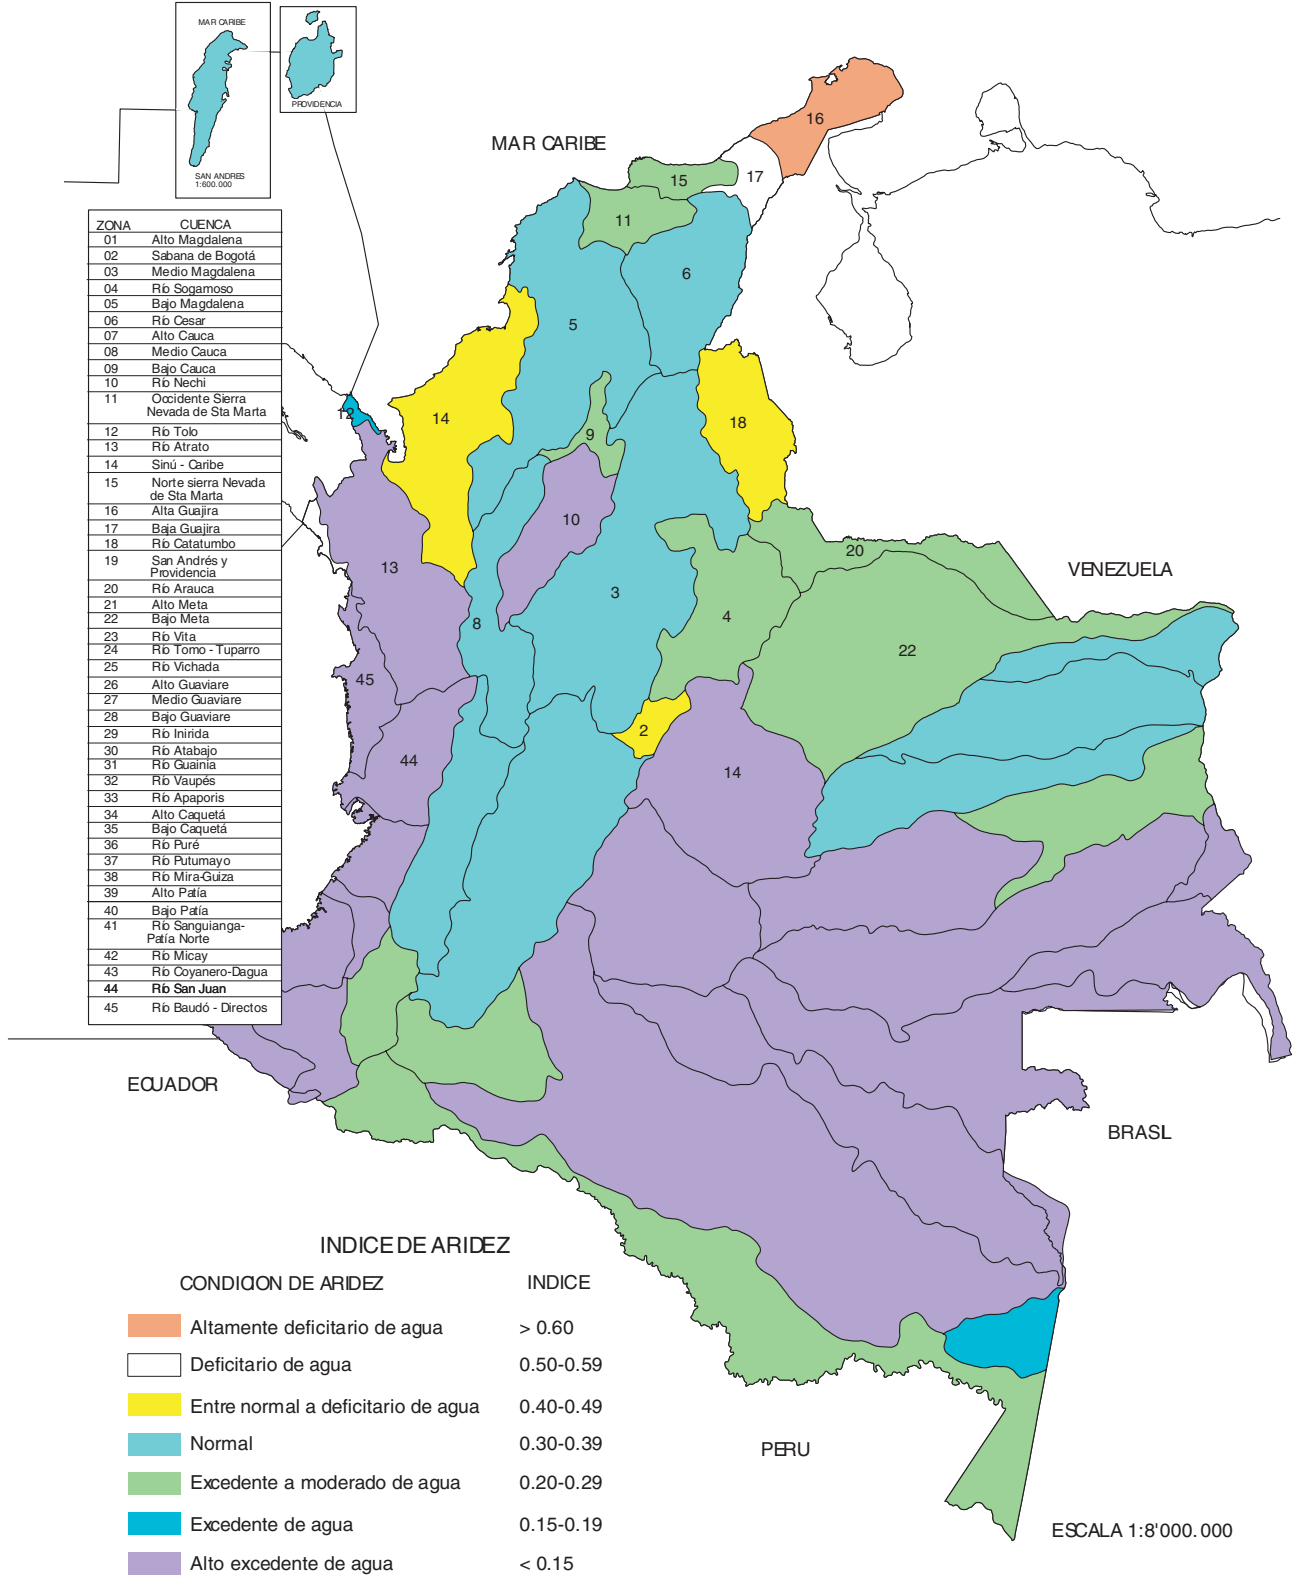 MAR CARIBE
SAN ANDRES
1:600.000
PROVIDENCIA
MAR CARIBE
ZONA CUENCA
01 Alto Magdalena
02 Sabana de Bogotá
03 Medio Magdalena
04 Río Sogamoso
05 Bajo Magdalena
06 Río Cesar
07 Alto Cauca
08 Medio Cauca
09 Bajo Cauca
10 Río Nechi
11 Occidente Sierra
Nevada de Sta Marta
12 Río Tolo
13 Río Atrato
14 Sinú - Caribe
15 Norte sierra Nevada
de Sta Marta
16 Alta Guajira
17 Baja Guajira
18 Río Catatumbo
19 San Andrés y
Providencia
20 Río Arauca
21 Alto Meta
22 Bajo Meta
23 Río Vita
24 Río Tomo - Tuparro
25 Río Vichada
26 Alto Guaviare
27 Medio Guaviare
28 Bajo Guaviare
29 Río Inirida
30 Río Atabajo
31 Río Guainia
32 Río Vaupés
33 Río Apaporis
34 Alto Caquetá
35 Bajo Caquetá
36 Río Puré
37 Río Putumayo
38 Río Mira-Guiza
39 Alto Patía
40 Bajo Patía
41 Río Sanguianga-
Patía Norte
42 Río Micay
43 Río Coyanero-Dagua
44 Río San Juan
45 Río Baudó - Directos
16
17
15
11
6
5
12
14
18
9
10
20
13
3
4
8
22
45
2
44
14
VENEZUELA
ECUADOR
BRASL
PERU
INDICE DE ARIDEZ
CONDICION DE ARIDEZ INDICE
Altamente deficitario de agua > 0.60
Deficitario de agua 0.50-0.59
Entre normal a deficitario de agua 0.40-0.49
Normal 0.30-0.39
Excedente a moderado de agua 0.20-0.29
Excedente de agua 0.15-0.19
Alto excedente de agua < 0.15
ESCALA 1:8'000.000